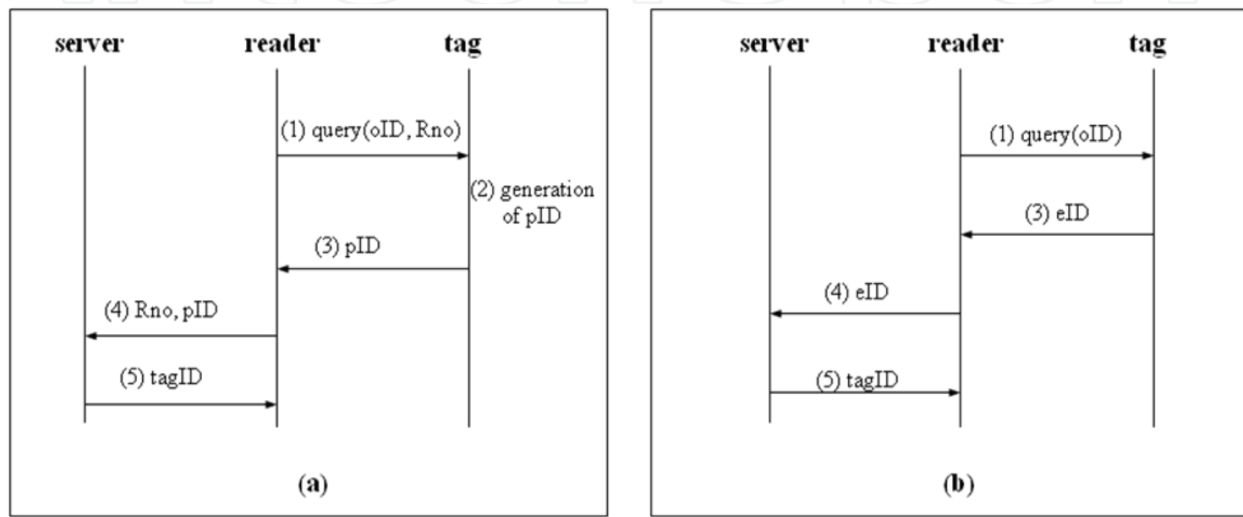 server reader tag
(1) query(oID, Rno)
(2) generation
of pID
(3) pID
(4) Rno, pID
(5) tagID
(a)
server reader tag
(1) query(oID)
(3) eID
(4) eID
(5) tagID
(b)